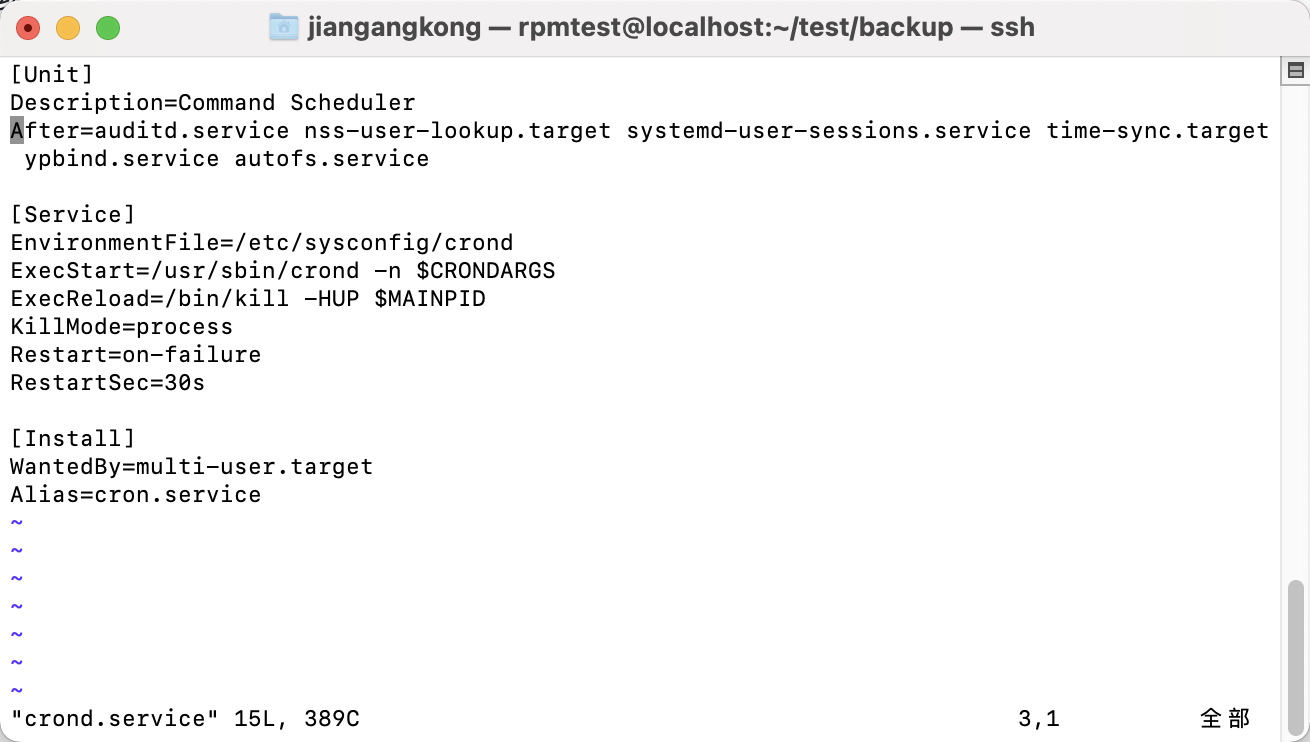 jiangangkong — rpmtest@localhost:~/test/backup — ssh
[Unit]
Description=Command Scheduler
After=auditd.service nss-user-lookup.target systemd-user-sessions.service time-sync.target
 ypbind.service autofs.service
[Service]
EnvironmentFile=/etc/sysconfig/crond
ExecStart=/usr/sbin/crond -n $CRONDARGS
ExecReload=/bin/kill -HUP $MAINPID
KillMode=process
Restart=on-failure
RestartSec=30s
[Install]
WantedBy=multi-user.target
Alias=cron.service
~
~
~
~
~
~
~
"crond.service" 15L, 389C 3,1 全部